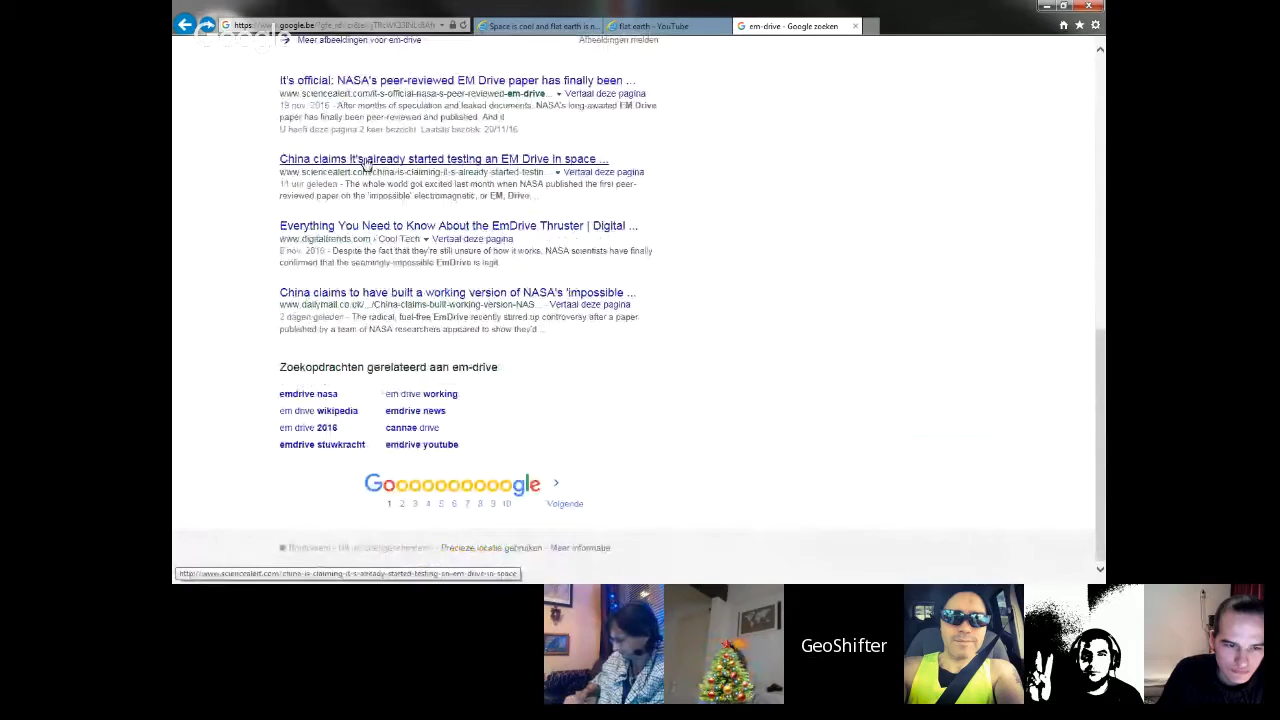 google.be
Space is cool and flat earth is n...
flat earth - YouTube
em-drive - Google zoeken
Google
Meer afbeeldingen voor em-drive
Afbeeldingen melden
It's official: NASA's peer-reviewed EM Drive paper has finally been ...
www.sciencealert.com/it-s-official-nasa-s-peer-reviewed-em-drive... Vertaal deze pagina
19 nov. 2016 - After months of speculation and leaked documents, NASA's long-awaited EM Drive
paper has finally been peer-reviewed and published. And it
U heeft deze pagina 2 keer bezocht. Laatste bezoek: 20/11/16
China claims it's already started testing an EM Drive in space ...
www.sciencealert.com/china-is-claiming-it-s-already-started-testin... Vertaal deze pagina
11 uur geleden - The whole world got excited last month when NASA published the first peer-
reviewed paper on the 'impossible' electromagnetic, or EM, Drive...
Everything You Need to Know About the EmDrive Thruster | Digital ...
www.digitaltrends.com › Cool Tech Vertaal deze pagina
nov. 2016 - Despite the fact that they're still unsure of how it works, NASA scientists have finally
confirmed that the seemingly-impossible EmDrive is legit.
China claims to have built a working version of NASA's 'impossible ...
www.dailymail.co.uk/.../China-claims-built-working-version-NAS... Vertaal deze pagina
2 dagen geleden - The radical, fuel-free EmDrive recently stirred up controversy after a paper
published by a team of NASA researchers appeared to show they'd ...
Zoekopdrachten gerelateerd aan em-drive
emdrive nasa em drive working
em drive wikipedia emdrive news
em drive 2016 cannae drive
emdrive stuwkracht emdrive youtube
Goooooooooogle
1 2 3 4 5 6 7 8 9 10 Volgende
Precieze locatie gebruiken - Meer informatie
http://www.sciencealert.com/china-is-claiming-it-s-already-started-testing-an-em-drive-in-space
GeoShifter